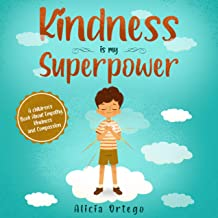 Kindness
is my
Superpower
A children's
Book About Empathy,
Kindness
and Compassion
Alicia Ortego